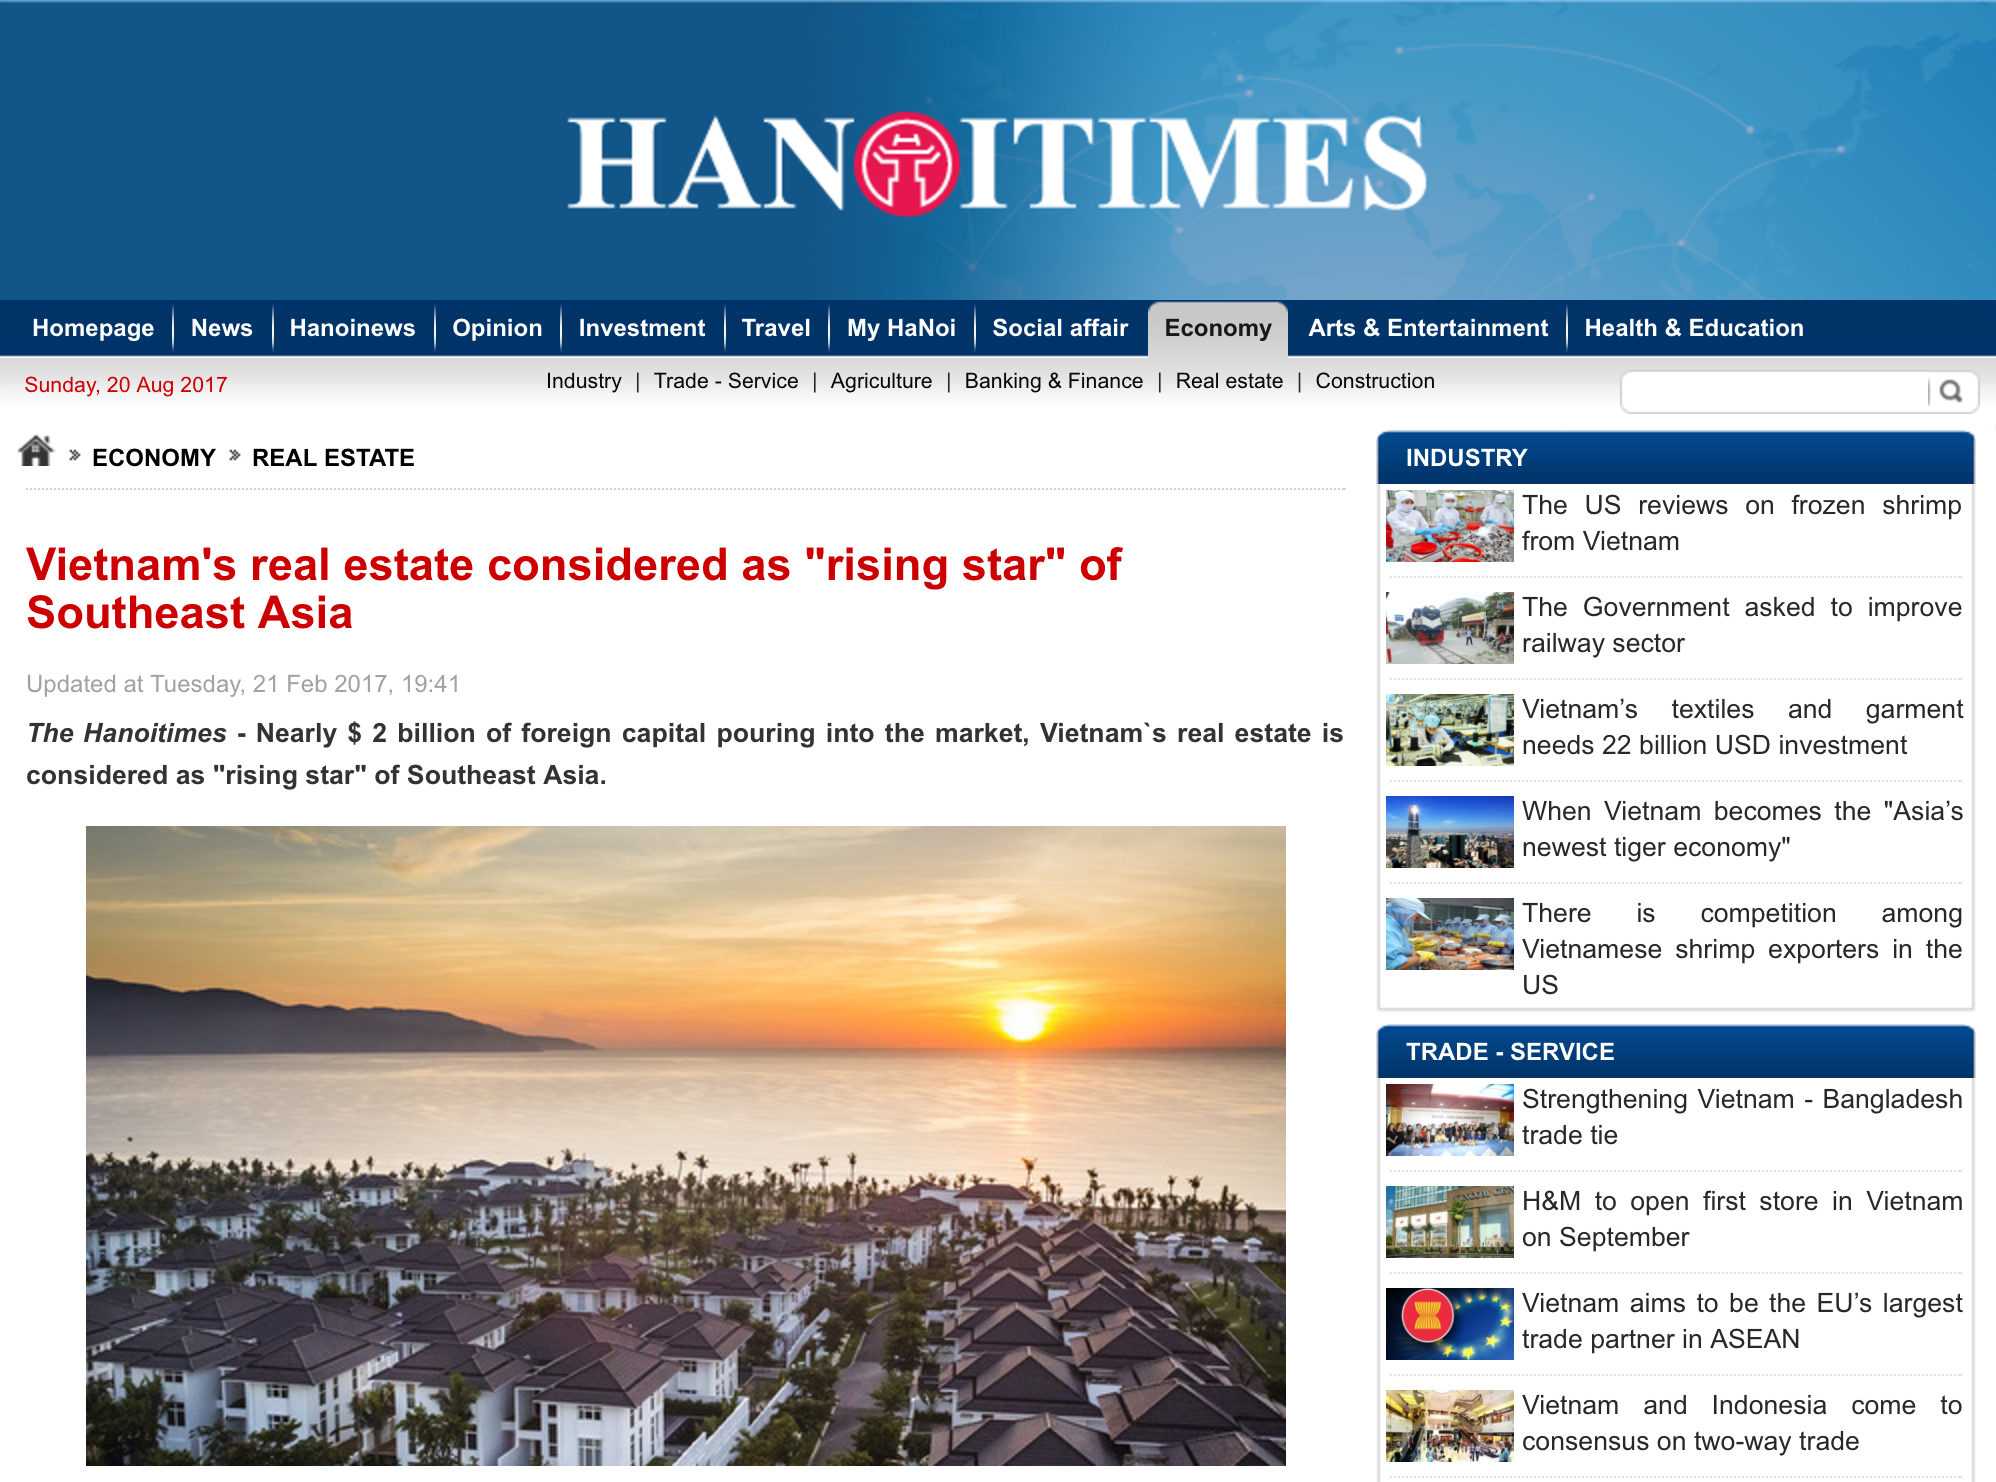 HANOITIMES
Homepage News Hanoinews Opinion Investment Travel My HaNoi Social affair Economy Arts & Entertainment Health & Education
Sunday, 20 Aug 2017
Industry | Trade - Service | Agriculture | Banking & Finance | Real estate | Construction
» ECONOMY » REAL ESTATE
Vietnam's real estate considered as "rising star" of
Southeast Asia
Updated at Tuesday, 21 Feb 2017, 19:41
The Hanoitimes - Nearly $ 2 billion of foreign capital pouring into the market, Vietnam`s real estate is
considered as "rising star" of Southeast Asia.
INDUSTRY
The US reviews on frozen shrimp
from Vietnam
The Government asked to improve
railway sector
Vietnam’s textiles and garment
needs 22 billion USD investment
When Vietnam becomes the "Asia’s
newest tiger economy"
There is competition among
Vietnamese shrimp exporters in the
US
TRADE - SERVICE
Strengthening Vietnam - Bangladesh
trade tie
H&M to open first store in Vietnam
on September
Vietnam aims to be the EU’s largest
trade partner in ASEAN
Vietnam and Indonesia come to
consensus on two-way trade